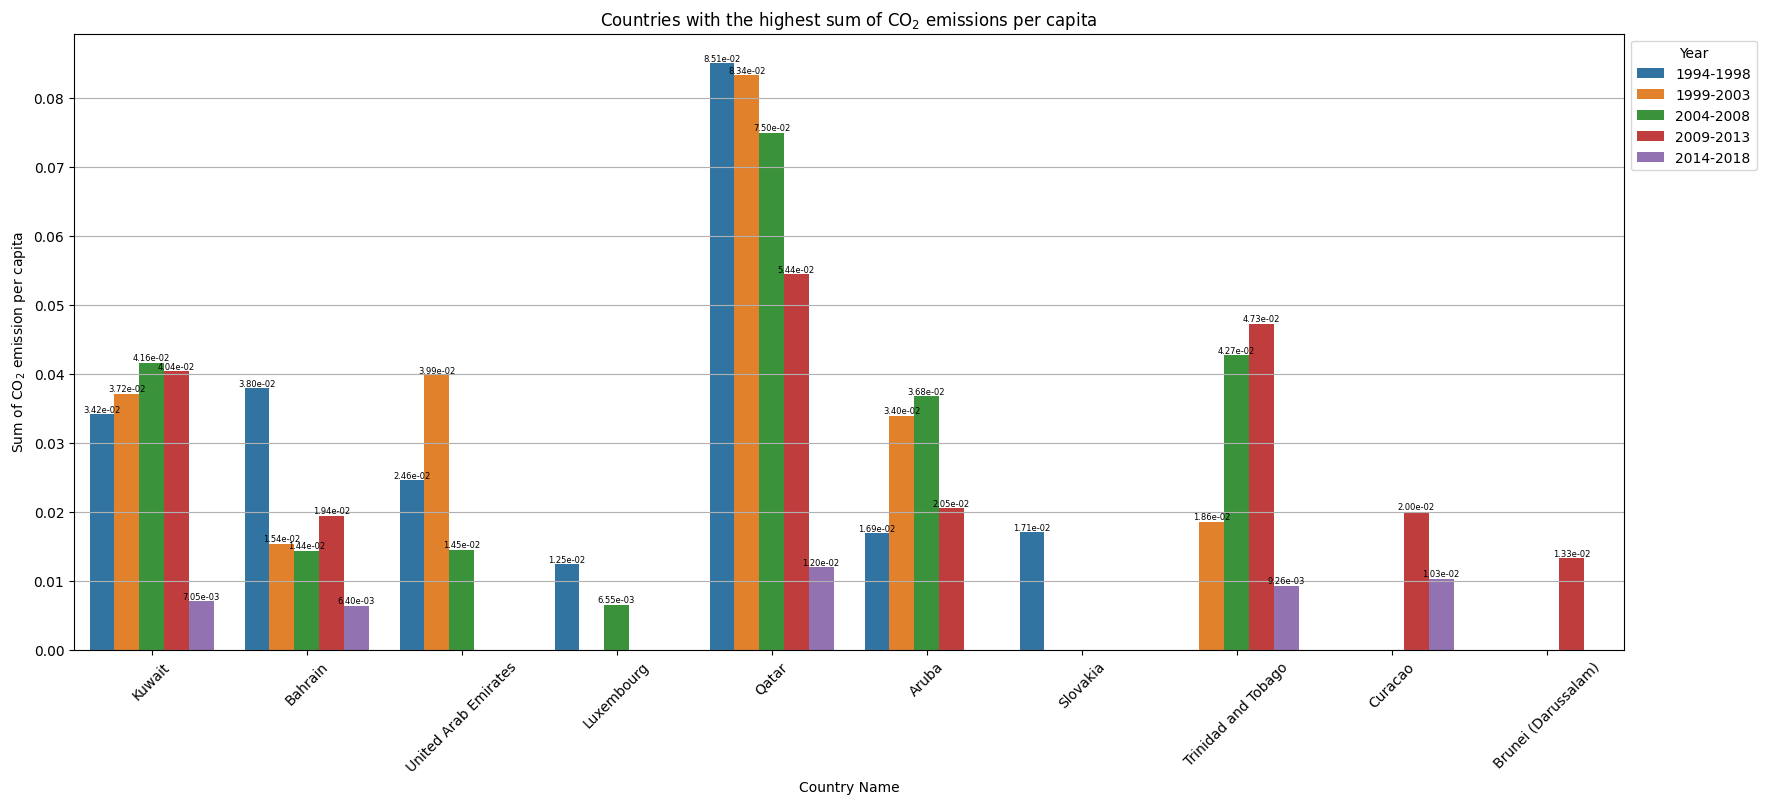 Countries with the highest sum of CO₂ emissions per capita
Sum of CO₂ emission per capita
0.08
0.07
0.06
0.05
0.04
0.03
0.02
0.01
0.00
3.42e-02
3.72e-02
4.16e-02
4.04e-02
7.05e-03
3.80e-02
1.54e-02
1.44e-02
1.94e-02
6.40e-03
2.46e-02
3.99e-02
1.45e-02
1.25e-02
6.55e-03
8.51e-02
8.34e-02
7.50e-02
5.44e-02
1.20e-02
1.69e-02
3.40e-02
3.68e-02
2.05e-02
1.71e-02
1.86e-02
4.27e-02
4.73e-02
9.26e-03
2.00e-02
1.03e-02
1.33e-02
Kuwait
Bahrain
United Arab Emirates
Luxembourg
Qatar
Aruba
Slovakia
Trinidad and Tobago
Curacao
Brunei (Darussalam)
Country Name
Year
1994-1998
1999-2003
2004-2008
2009-2013
2014-2018